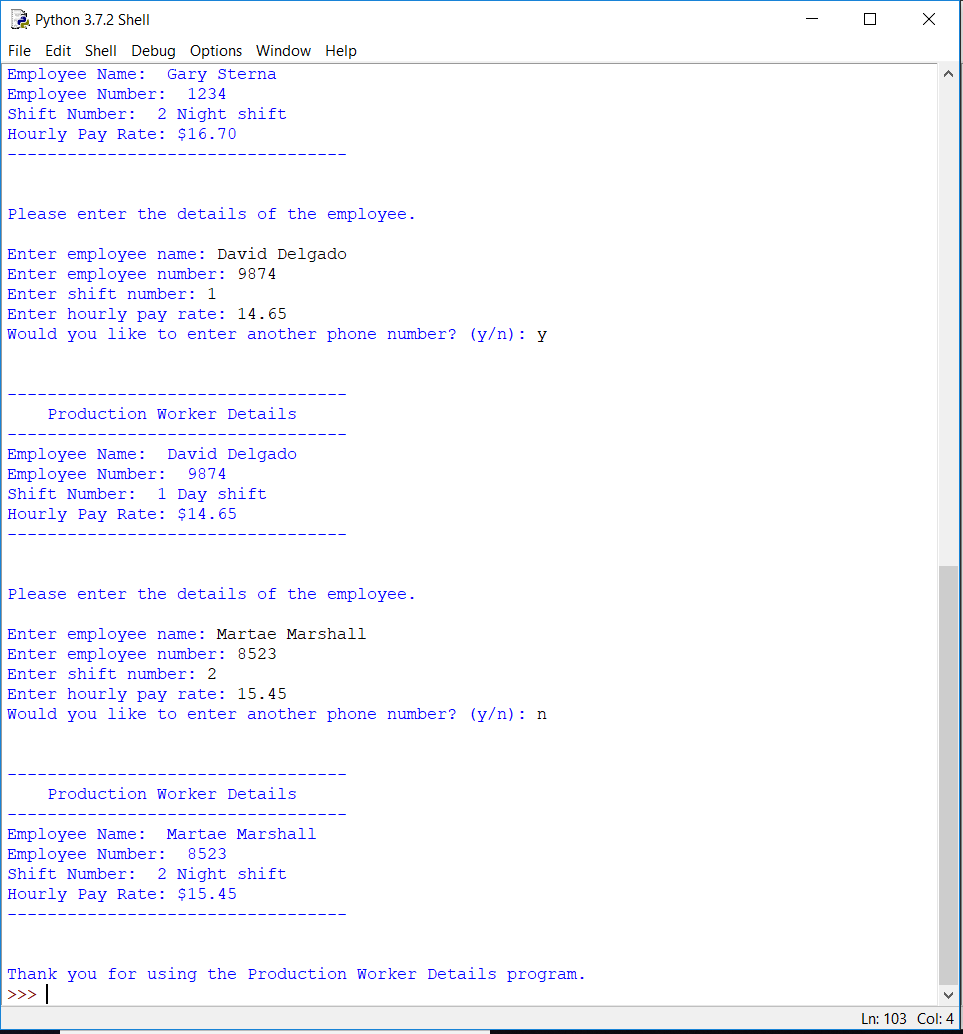 Python 3.7.2 Shell
File Edit Shell Debug Options Window Help
Employee Name:  Gary Sterna
Employee Number:  1234
Shift Number:  2 Night shift
Hourly Pay Rate: $16.70
----------------------------------
Please enter the details of the employee.
Enter employee name: David Delgado
Enter employee number: 9874
Enter shift number: 1
Enter hourly pay rate: 14.65
Would you like to enter another phone number? (y/n): y
----------------------------------
    Production Worker Details
----------------------------------
Employee Name:  David Delgado
Employee Number:  9874
Shift Number:  1 Day shift
Hourly Pay Rate: $14.65
----------------------------------
Please enter the details of the employee.
Enter employee name: Martae Marshall
Enter employee number: 8523
Enter shift number: 2
Enter hourly pay rate: 15.45
Would you like to enter another phone number? (y/n): n
----------------------------------
    Production Worker Details
----------------------------------
Employee Name:  Martae Marshall
Employee Number:  8523
Shift Number:  2 Night shift
Hourly Pay Rate: $15.45
----------------------------------
Thank you for using the Production Worker Details program.
>>>
Ln: 103 Col: 4